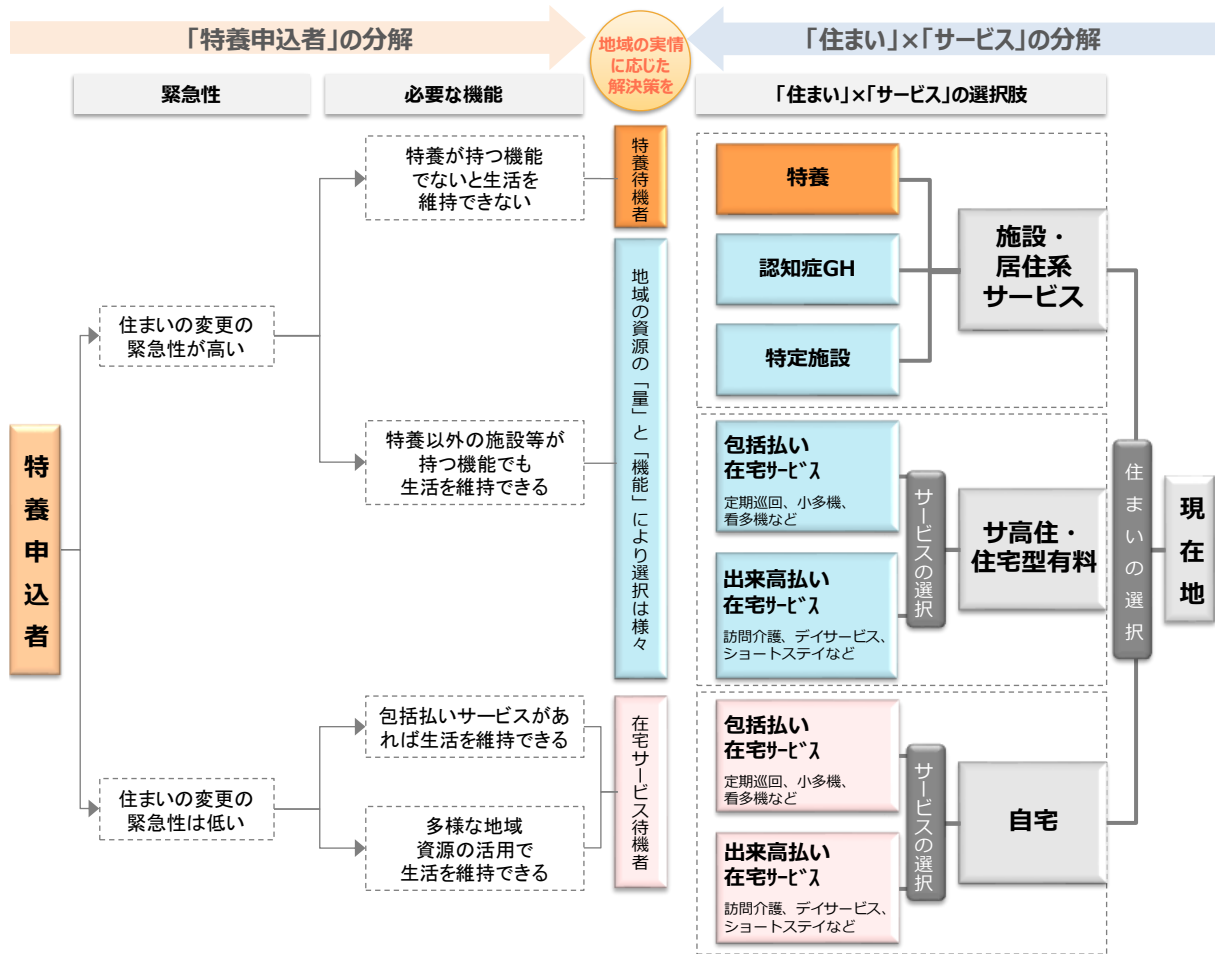 「特養申込者」の分解
地域の実情
に応じた
解決策を
「住まい」×「サービス」の分解
緊急性
必要な機能
「住まい」×「サービス」の選択肢
特養申込者
住まいの変更の
緊急性が高い
住まいの変更の
緊急性は低い
特養が持つ機能
でないと生活を
維持できない
特養以外の施設等が
持つ機能でも
生活を維持できる
包括払いサービスがあ
れば生活を維持できる
多様な地域
資源の活用で
生活を維持できる
特養待機者
地域の資源の「量」と「機能」により選択は様々
在宅サービス待機者
特養
認知症GH
特定施設
施設・
居住系
サービス
包括払い
在宅ｻｰﾋﾞｽ
定期巡回、小多機、
看多機など
出来高払い
在宅ｻｰﾋﾞｽ
訪問介護、デイサービス、
ショートステイなど
サービスの選択
サ高住・
住宅型有料
包括払い
在宅ｻｰﾋﾞｽ
定期巡回、小多機、
看多機など
出来高払い
在宅ｻｰﾋﾞｽ
訪問介護、デイサービス、
ショートステイなど
サービスの選択
自宅
住まいの選択
現在地